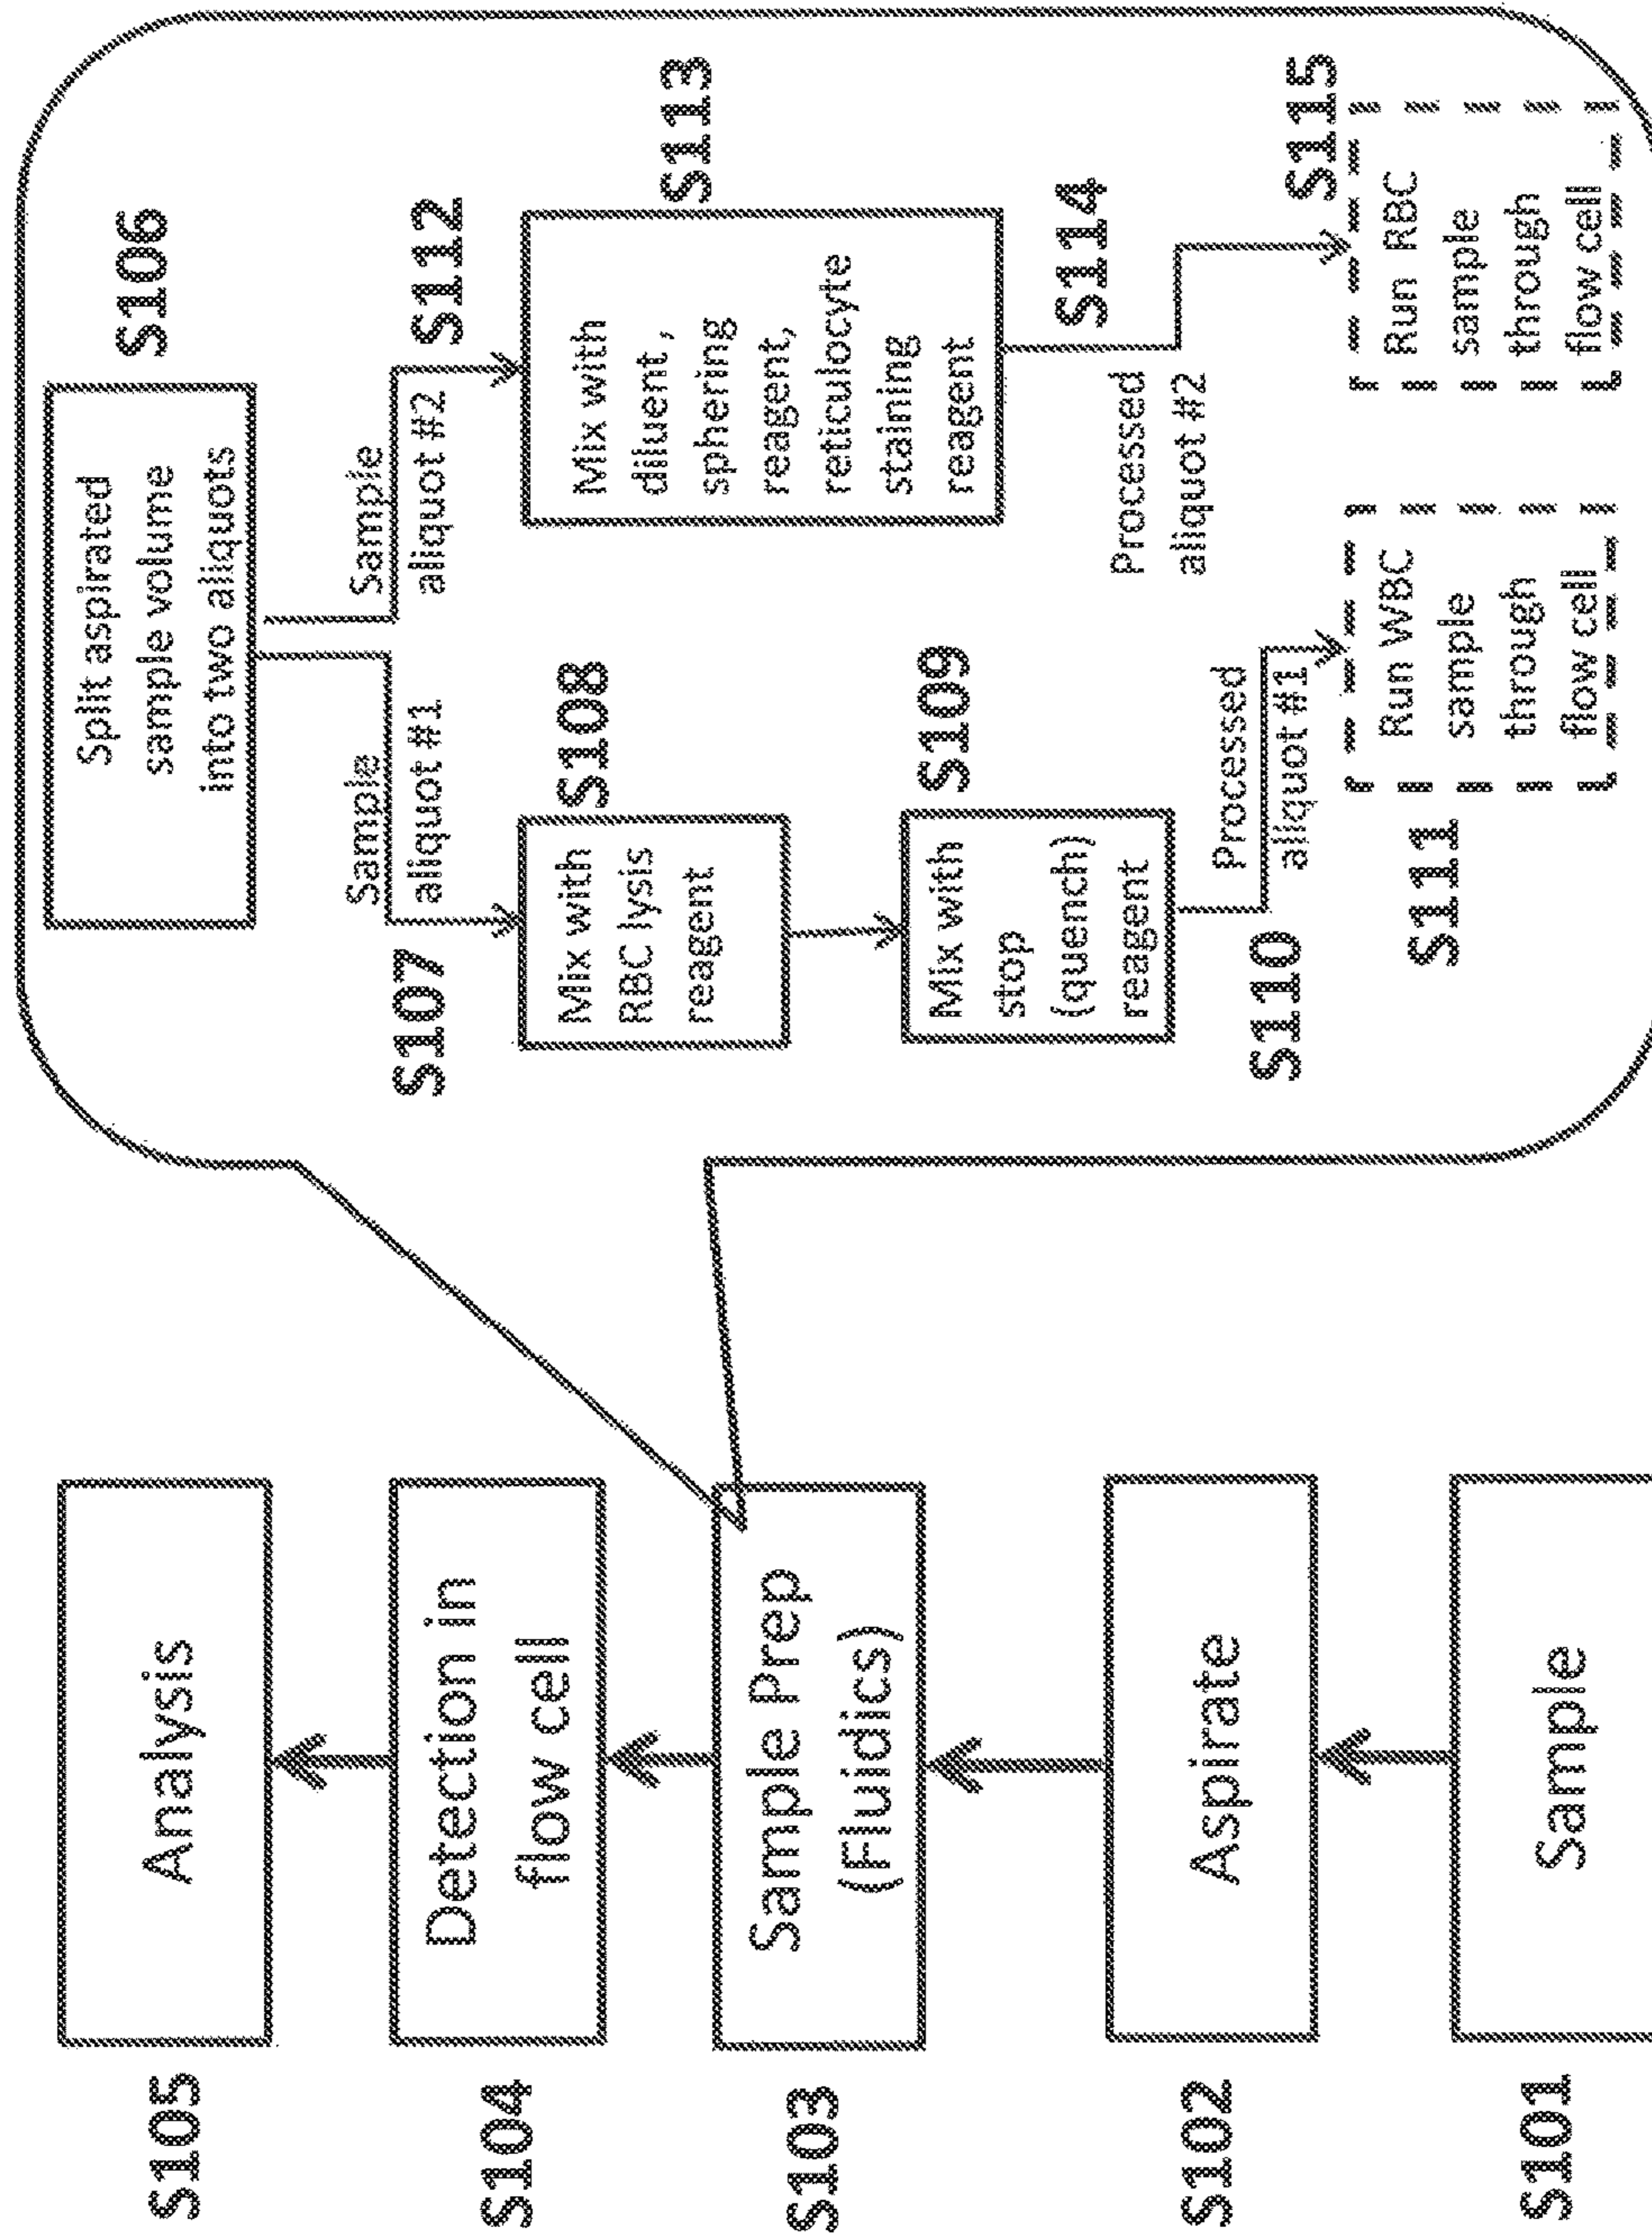 S105
Analysis
S104
Detection in
flow cell
S103
Sample Prep
(Fluidics)
S102
Aspirate
S101
Sample
Split aspirated
sample volume
into two aliquots
S106
S107
Sample
aliquot #1
Sample
aliquot #2
S112
Mix with
RBC lysis
reagent
S108
Mix with
diluent,
sphering
reagent,
reticulocyte
staining
reagent
S113
Mix with
stop
(quench)
reagent
S109
S110
Processed
aliquot #1
Processed
aliquot #2
S114
S111
Run WBC
sample
through
flow cell
Run RBC
sample
through
flow cell
S115